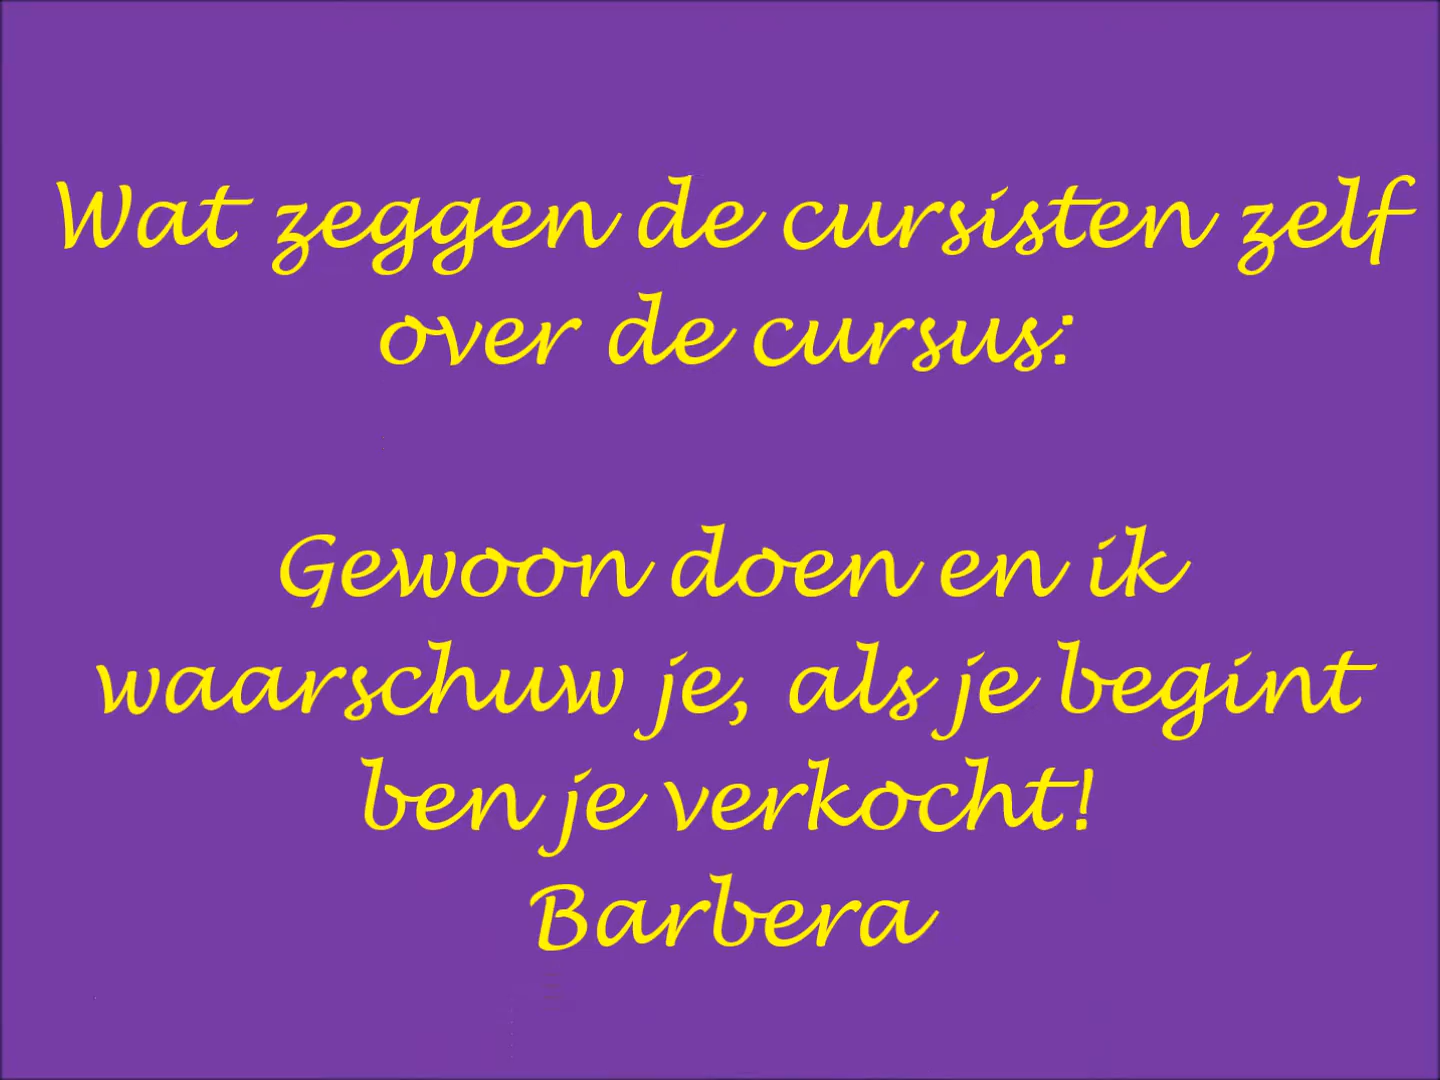 Wat zeggen de cursisten zelf
over de cursus:
Gewoon doen en ik
waarschuw je, als je begint
ben je verkocht!
Barbera